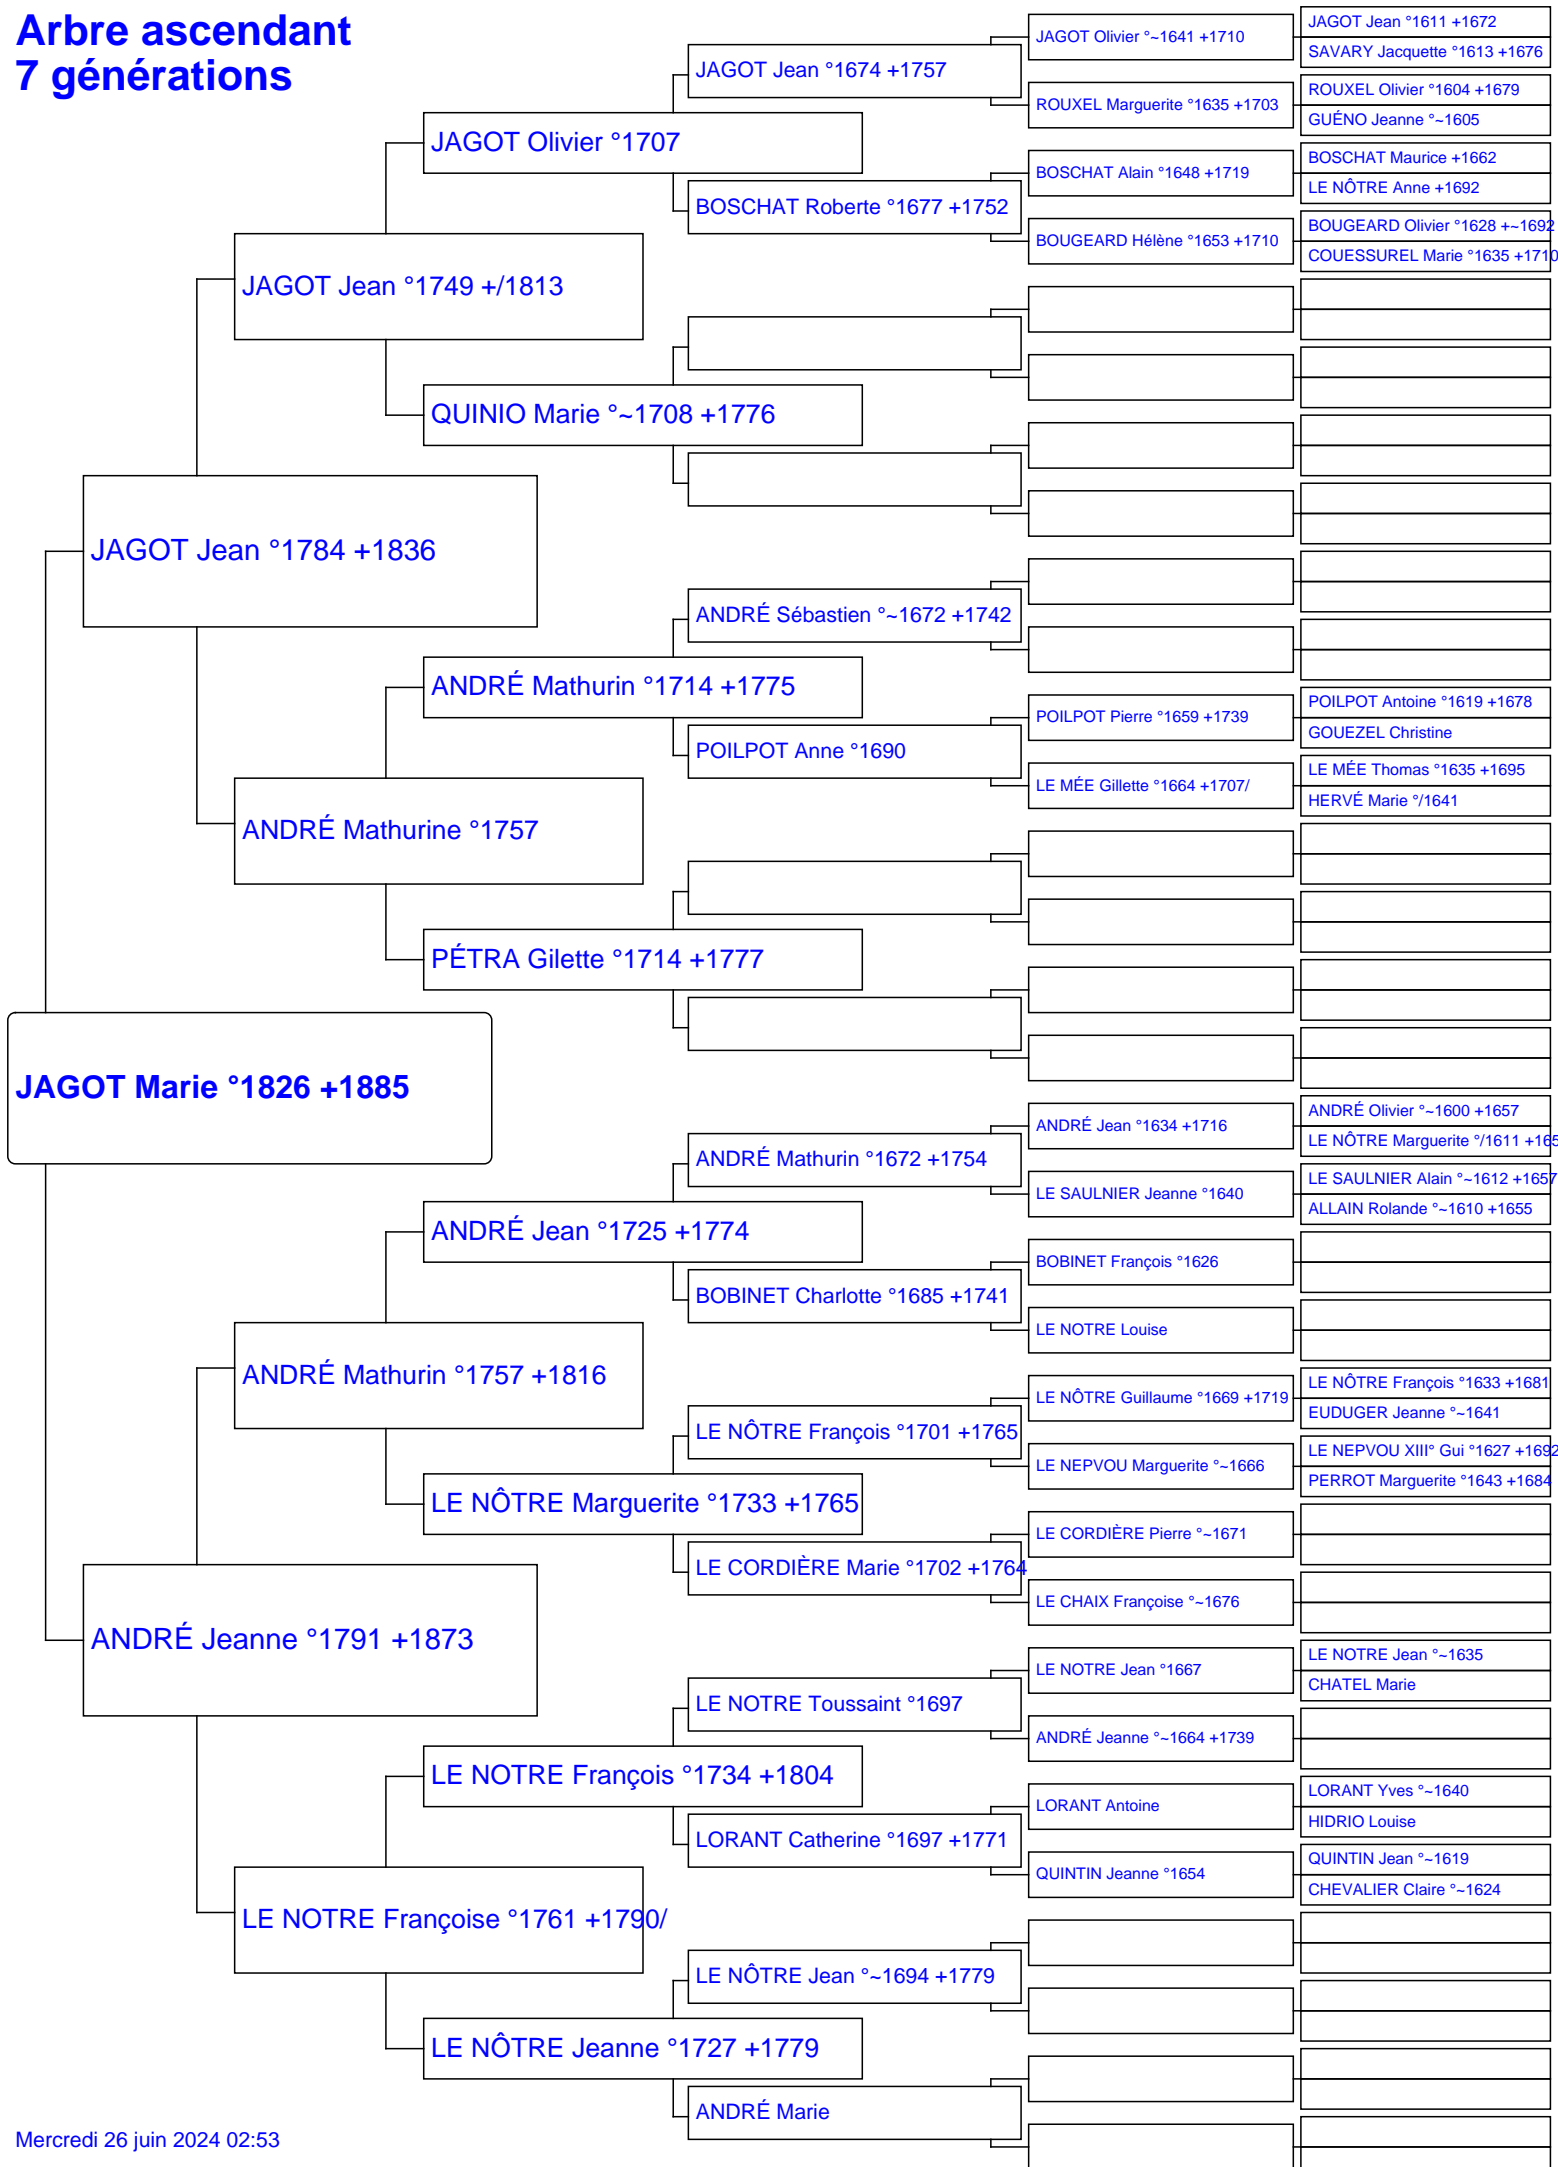 Arbre ascendant
7 générations
JAGOT Marie °1826 +1885
JAGOT Jean °1784 +1836
ANDRÉ Jeanne °1791 +1873
JAGOT Jean °1749 +/1813
ANDRÉ Mathurine °1757
ANDRÉ Mathurin °1757 +1816
LE NOTRE Françoise °1761 +1790/
JAGOT Olivier °1707
QUINIO Marie °~1708 +1776
ANDRÉ Mathurin °1714 +1775
PÉTRA Gilette °1714 +1777
ANDRÉ Jean °1725 +1774
LE NÔTRE Marguerite °1733 +1765
LE NOTRE François °1734 +1804
LE NÔTRE Jeanne °1727 +1779
JAGOT Jean °1674 +1757
BOSCHAT Roberte °1677 +1752
ANDRÉ Sébastien °~1672 +1742
POILPOT Anne °1690
ANDRÉ Mathurin °1672 +1754
BOBINET Charlotte °1685 +1741
LE NÔTRE François °1701 +1765
LE CORDIÈRE Marie °1702 +1764
LE NOTRE Toussaint °1697
LORANT Catherine °1697 +1771
LE NÔTRE Jean °~1694 +1779
ANDRÉ Marie
JAGOT Olivier °~1641 +1710
ROUXEL Marguerite °1635 +1703
BOSCHAT Alain °1648 +1719
BOUGEARD Hélène °1653 +1710
POILPOT Pierre °1659 +1739
LE MÉE Gillette °1664 +1707/
ANDRÉ Jean °1634 +1716
LE SAULNIER Jeanne °1640
BOBINET François °1626
LE NOTRE Louise
LE NÔTRE Guillaume °1669 +1719
LE NEPVOU Marguerite °~1666
LE CORDIÈRE Pierre °~1671
LE CHAIX Françoise °~1676
LE NOTRE Jean °1667
ANDRÉ Jeanne °~1664 +1739
LORANT Antoine
QUINTIN Jeanne °1654
JAGOT Jean °1611 +1672
SAVARY Jacquette °1613 +1676
ROUXEL Olivier °1604 +1679
GUÉNO Jeanne °~1605
BOSCHAT Maurice +1662
LE NÔTRE Anne +1692
BOUGEARD Olivier °1628 +~1692
COUESSUREL Marie °1635 +1710
POILPOT Antoine °1619 +1678
GOUEZEL Christine
LE MÉE Thomas °1635 +1695
HERVÉ Marie °/1641
ANDRÉ Olivier °~1600 +1657
LE NÔTRE Marguerite °/1611 +165
LE SAULNIER Alain °~1612 +1657
ALLAIN Rolande °~1610 +1655
LE NÔTRE François °1633 +1681
EUDUGER Jeanne °~1641
LE NEPVOU XIII° Gui °1627 +1692
PERROT Marguerite °1643 +1684
LE NOTRE Jean °~1635
CHATEL Marie
LORANT Yves °~1640
HIDRIO Louise
QUINTIN Jean °~1619
CHEVALIER Claire °~1624
Mercredi 26 juin 2024 02:53